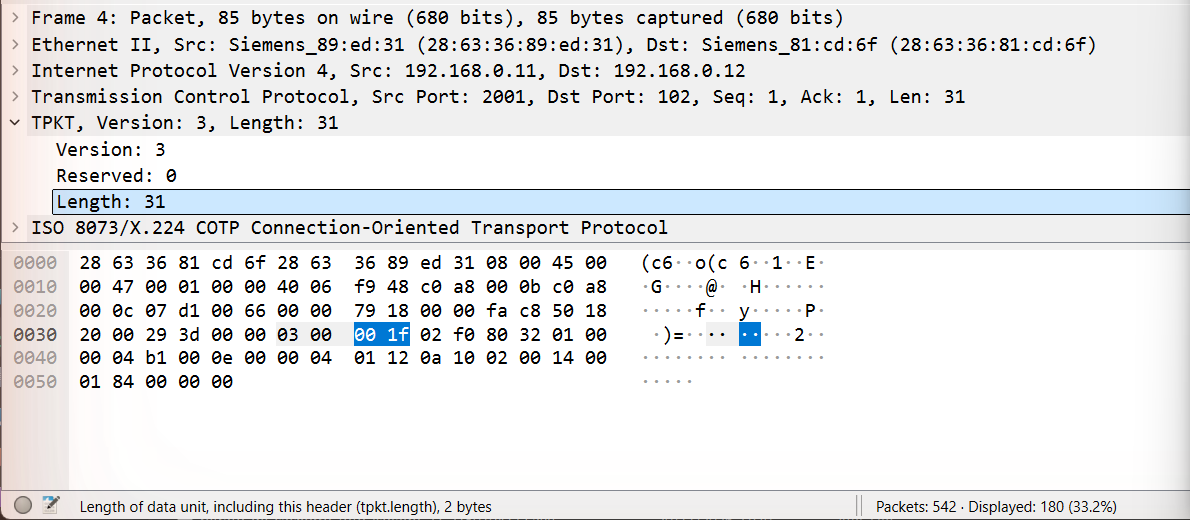 Frame 4: Packet, 85 bytes on wire (680 bits), 85 bytes captured (680 bits)
Ethernet II, Src: Siemens_89:ed:31 (28:63:36:89:ed:31), Dst: Siemens_81:cd:6f (28:63:36:81:cd:6f)
Internet Protocol Version 4, Src: 192.168.0.11, Dst: 192.168.0.12
Transmission Control Protocol, Src Port: 2001, Dst Port: 102, Seq: 1, Ack: 1, Len: 31
TPKT, Version: 3, Length: 31
Version: 3
Reserved: 0
Length: 31
ISO 8073/X.224 COTP Connection-Oriented Transport Protocol
0000 28 63 36 81 cd 6f 28 63 36 89 ed 31 08 00 45 00 (c6··o(c 6··1··E·
0010 00 47 00 01 00 00 40 06 f9 48 c0 a8 00 0b c0 a8 ·G····@· ·H······
0020 00 0c 07 d1 00 66 00 00 79 18 00 00 fa c8 50 18 ·····f·· y·····P·
0030 20 00 29 3d 00 00 03 00 00 1f 02 f0 80 32 01 00 ·)=···· ·····2··
0040 00 04 b1 00 0e 00 00 04 01 12 0a 10 02 00 14 00 ········ ········
0050 01 84 00 00 00 ·····
Length of data unit, including this header (tpkt.length), 2 bytes
Packets: 542 · Displayed: 180 (33.2%)